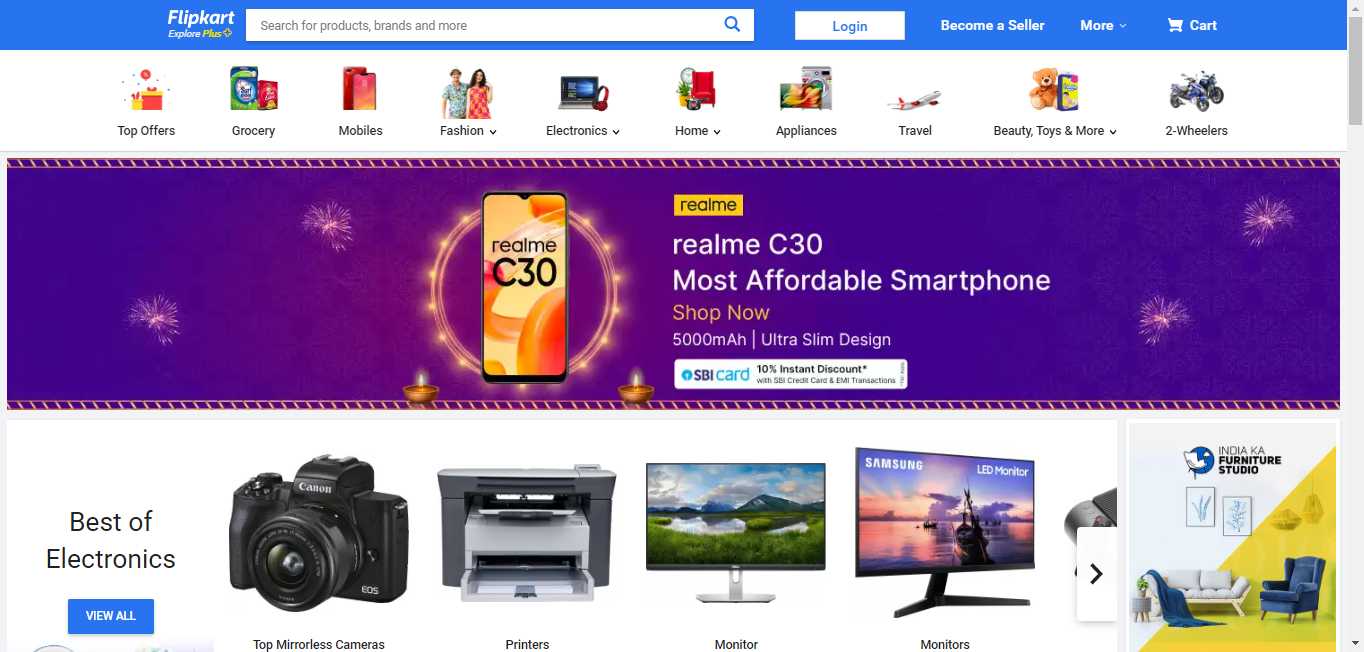 Flipkart
Explore Plus
Search for products, brands and more
Login
Become a Seller
More
Cart
Top Offers
Grocery
Mobiles
Fashion
Electronics
Home
Appliances
Travel
Beauty, Toys & More
2-Wheelers
realme
C30
realme
realme C30
Most Affordable Smartphone
Shop Now
5000mAh | Ultra Slim Design
SBI card
10% Instant Discount*
with SBI Credit Card & EMI Transactions
Best of
Electronics
VIEW ALL
Canon
EOS
SAMSUNG
LED Monitor
Top Mirrorless Cameras
Printers
Monitor
Monitors
INDIA KA
FURNITURE
STUDIO